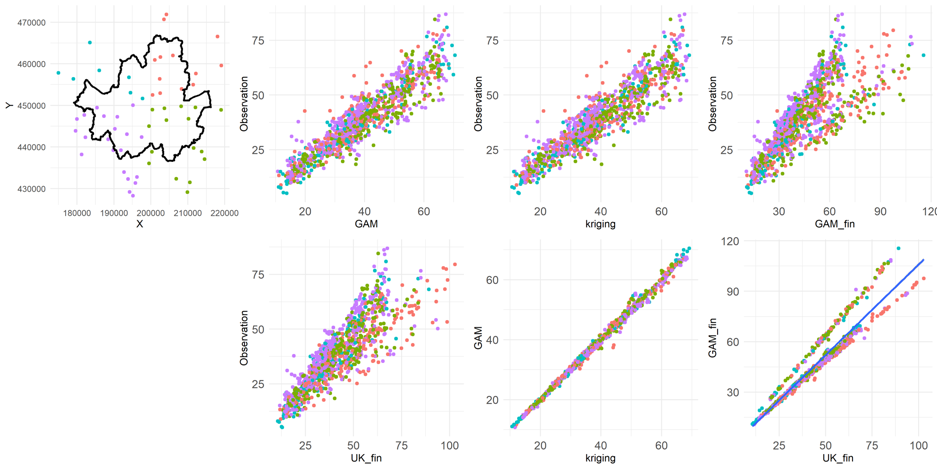 470000
460000
450000
440000
430000
Y
180000 190000 200000 210000 220000
X
75
50
25
Observation
20 40 60
GAM
75
50
25
Observation
20 40 60
kriging
75
50
25
Observation
30 60 90 120
GAM_fin
75
50
25
Observation
25 50 75 100
UK_fin
60
40
20
GAM
20 40 60
kriging
120
90
60
30
GAM_fin
25 50 75 100
UK_fin